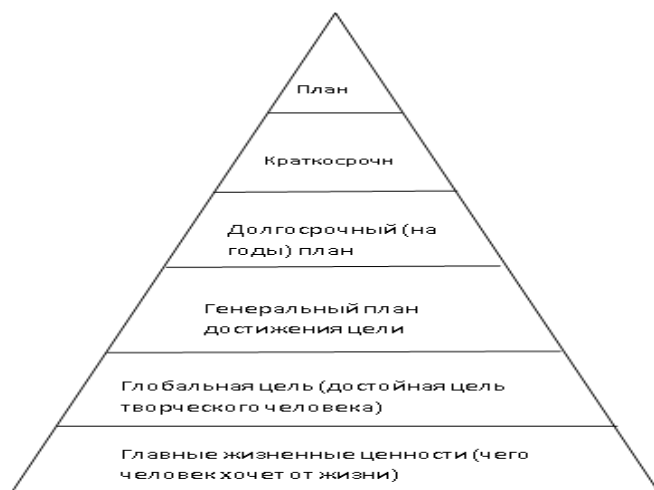 План
Краткосрочн
Долгосрочный (на
годы) план
Генеральный план
достижения цели
Глобальная цель (достойная цель
творческого человека)
Главные жизненные ценности (чего
человек хочет от жизни)